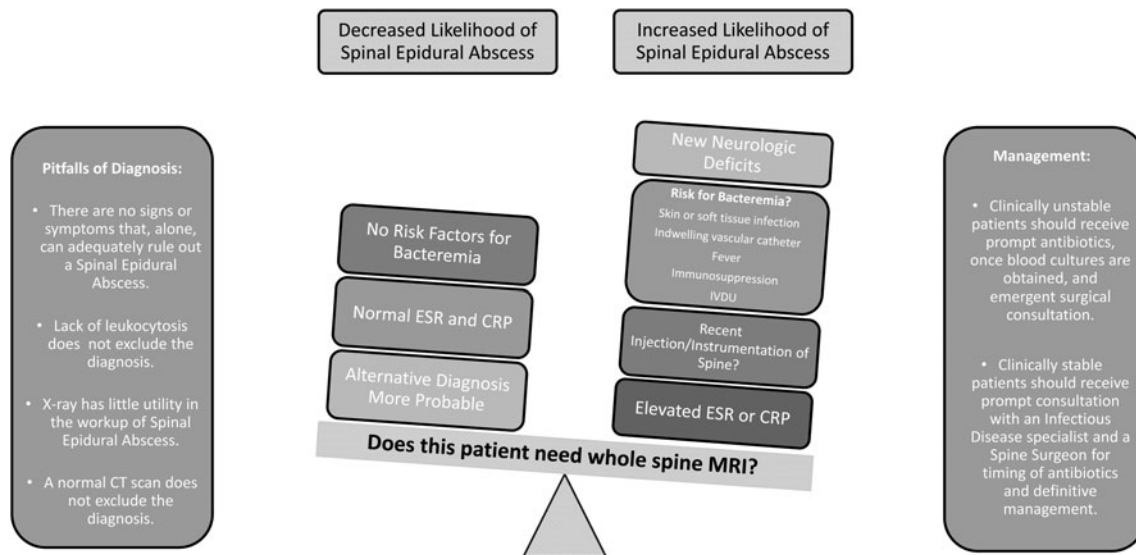 Decreased Likelihood of
Spinal Epidural Abscess
Increased Likelihood of
Spinal Epidural Abscess
Pitfalls of Diagnosis:
• There are no signs or
symptoms that, alone,
can adequately rule out
a Spinal Epidural
Abscess.
• Lack of leukocytosis
does not exclude the
diagnosis.
• X-ray has little utility in
the workup of Spinal
Epidural Abscess.
• A normal CT scan does
not exclude the
diagnosis.
No Risk Factors for
Bacteremia
Normal ESR and CRP
Alternative Diagnosis
More Probable
New Neurologic
Deficits
Risk for Bacteremia?
Skin or soft tissue infection
Indwelling vascular catheter
Fever
Immunosuppression
IVDU
Recent
Injection/Instrumentation of
Spine?
Elevated ESR or CRP
Does this patient need whole spine MRI?
Management:
• Clinically unstable
patients should receive
prompt antibiotics,
once blood cultures are
obtained, and
emergent surgical
consultation.
• Clinically stable
patients should receive
prompt consultation
with an Infectious
Disease specialist and a
Spine Surgeon for
timing of antibiotics
and definitive
management.